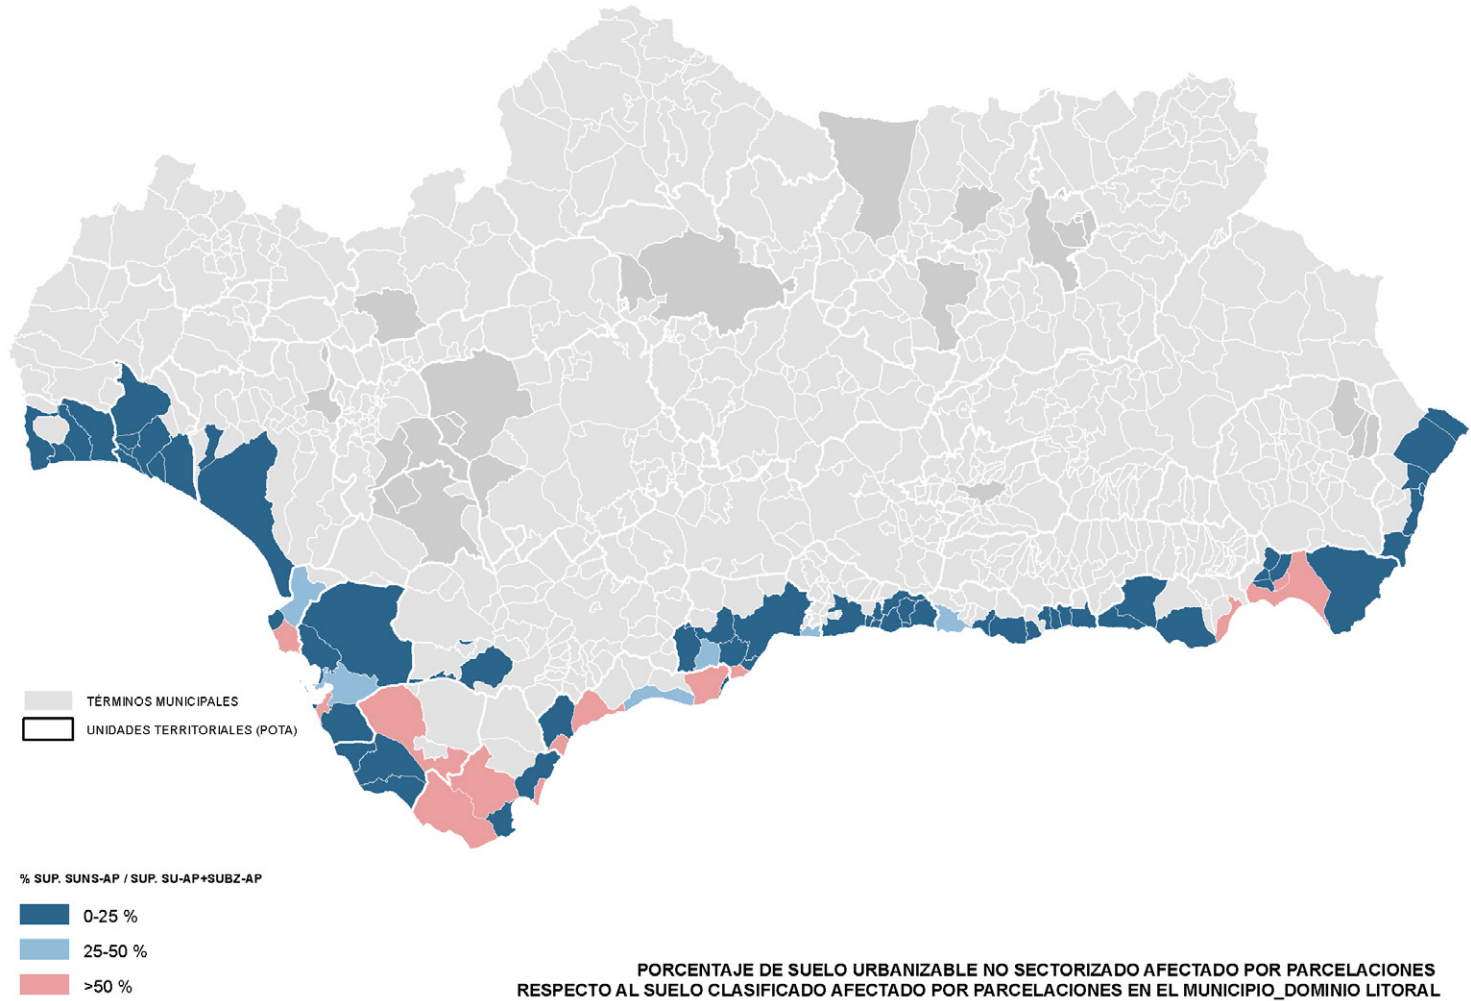 TÉRMINOS MUNICIPALES
UNIDADES TERRITORIALES (POTA)
% SUP. SUNS-AP / SUP. SU-AP+SUBZ-AP
0-25 %
25-50 %
>50 %
PORCENTAJE DE SUELO URBANIZABLE NO SECTORIZADO AFECTADO POR PARCELACIONES
RESPECTO AL SUELO CLASIFICADO AFECTADO POR PARCELACIONES EN EL MUNICIPIO_DOMINIO LITORAL